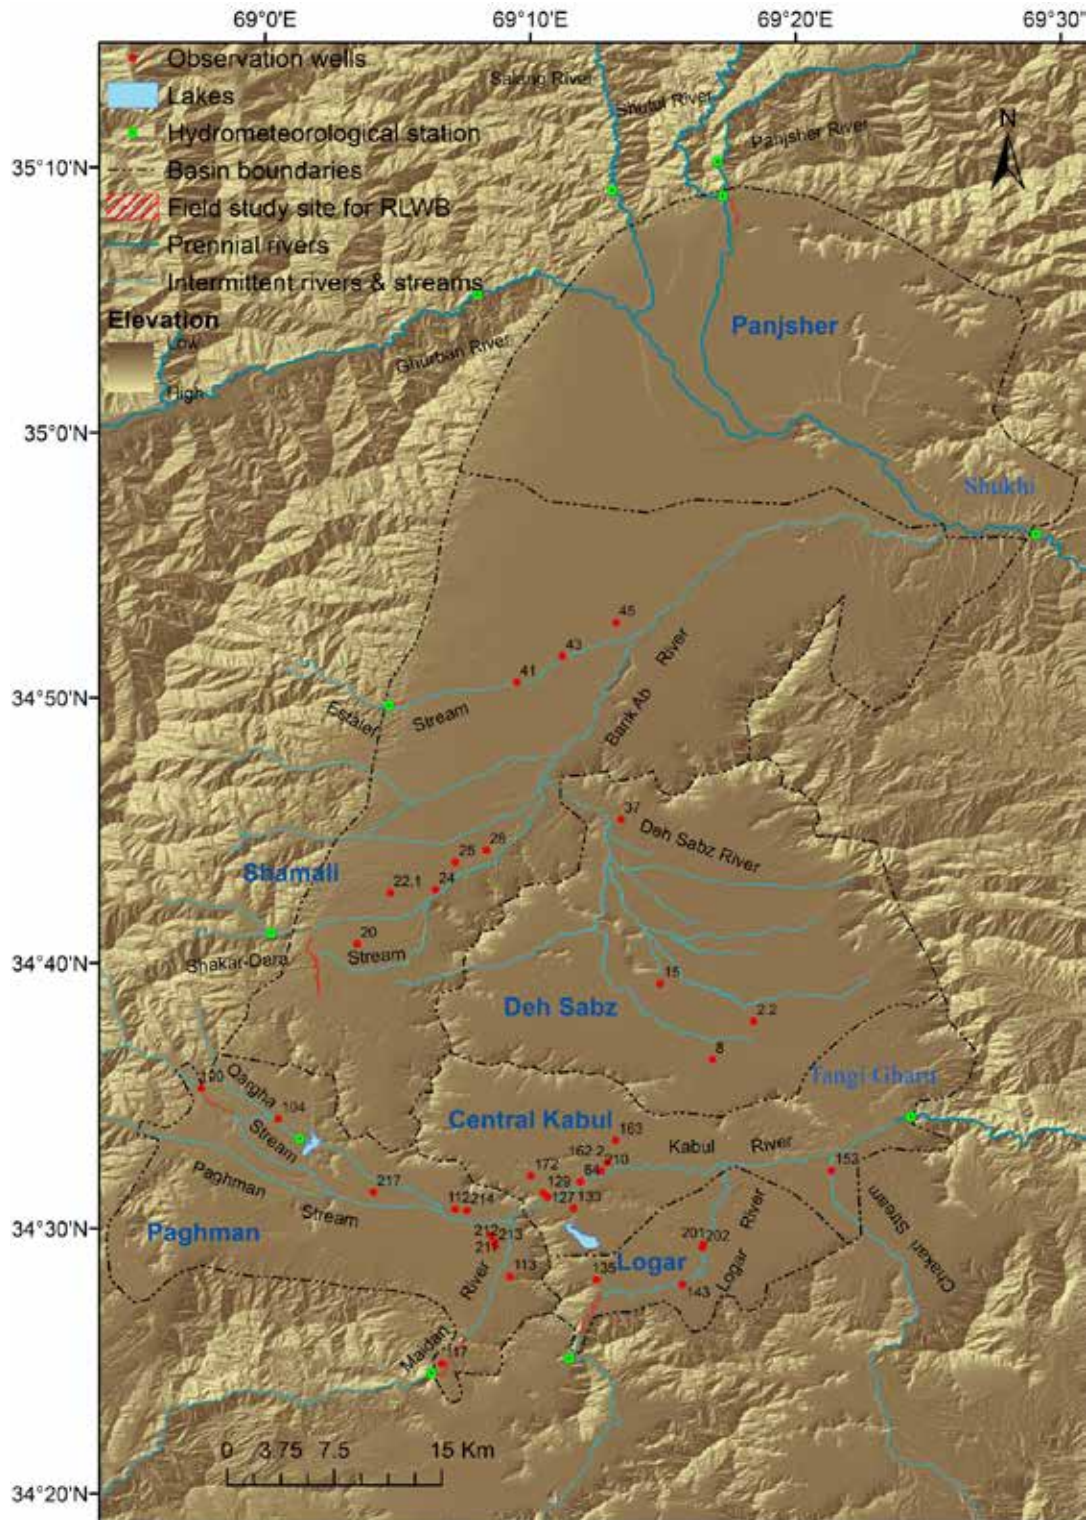 69°0'E 69°10'E 69°20'E 69°30'E
Observation wells
Lakes
Hydrometeorological station
Basin boundaries
Field study site for RLWB
Prennial rivers
Intermittent rivers & streams
Elevation
Low
High
N
Salang River
Shutul River
Panjsher River
35°10'N
Panjsher
Ghurban River
35°0'N
Shukhi
45
43
41
River
Barik Ab
34°50'N
Estalef
Stream
37
Deh Sabz River
28
25
24
Shamali
22.1
20
Shakar-Dara
Stream
34°40'N
15
Deh Sabz
2.2
8
Tangi Gharu
Qargha
104
Stream
Central Kabul
163
Kabul
River
162.2
210
64
172
129
127
133
153
Paghman
Stream
217
112
214
34°30'N
Paghman
212
213
211
113
River
Maidan
117
201
202
River
Logar
Logar
135
143
Chakari
Stream
0 3.75 7.5 15 Km
34°20'N